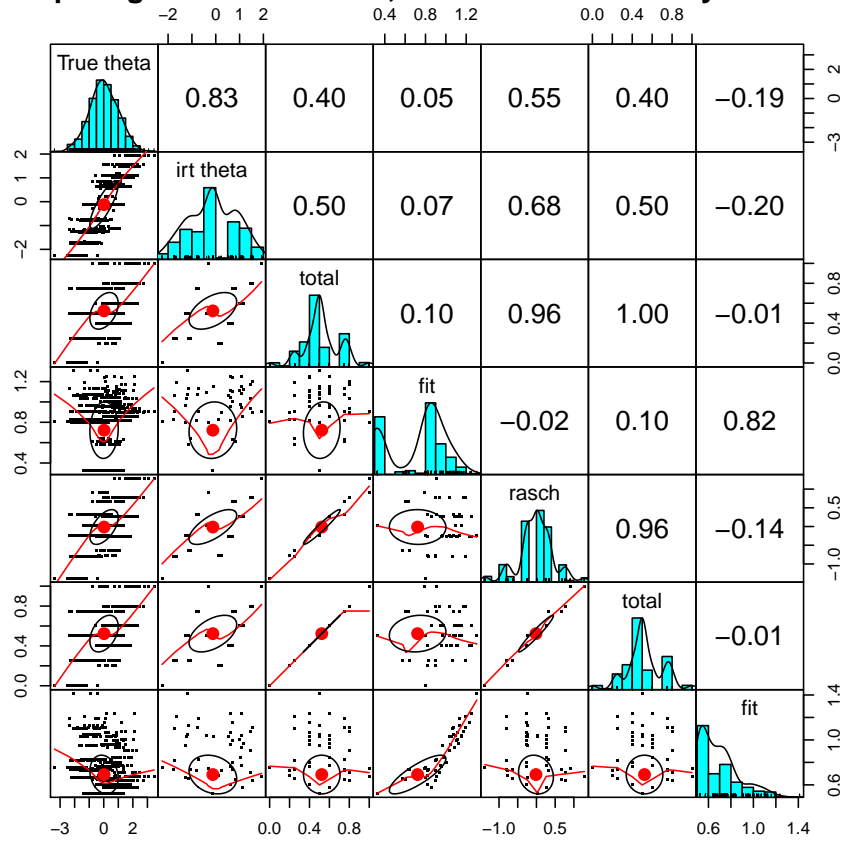 −2 0 1 2 0.4 0.8 1.2 0.0 0.4 0.8
True theta
0.83 0.40 0.05 0.55 0.40 −0.19
−3 0 2
irt theta
0.50 0.07 0.68 0.50 −0.20
−2 0 1 2
total
0.10 0.96 1.00 −0.01
0.0 0.4 0.8
fit
−0.02 0.10 0.82
0.4 0.8 1.2
rasch
0.96 −0.14
−1.0 0.5
total
−0.01
0.0 0.4 0.8
fit
0.6 1.0 1.4
−3 0 2 0.0 0.4 0.8 −1.0 0.5 0.6 1.0 1.4